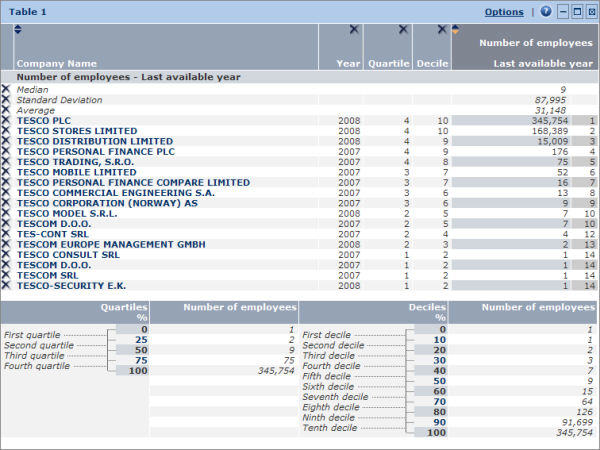 Table 1 Options | ?
Number of employees
Company Name Year Quartile Decile Last available year
Number of employees - Last available year
Median 9
Standard Deviation 87,995
Average 31,148
TESCO PLC 2008 4 10 345,754 1
TESCO STORES LIMITED 2008 4 10 168,389 2
TESCO DISTRIBUTION LIMITED 2008 4 9 15,009 3
TESCO PERSONAL FINANCE PLC 2007 4 9 176 4
TESCO TRADING, S.R.O. 2007 4 8 75 5
TESCO MOBILE LIMITED 2007 3 7 52 6
TESCO PERSONAL FINANCE COMPARE LIMITED 2007 3 7 16 7
TESCO COMMERCIAL ENGINEERING S.A. 2007 3 6 13 8
TESCO CORPORATION (NORWAY) AS 2007 3 6 9 9
TESCO MODEL S.R.L. 2008 2 5 7 10
TESCOM D.O.O. 2007 2 5 7 10
TES-CONT SRL 2007 2 4 4 12
TESCOM EUROPE MANAGEMENT GMBH 2008 2 3 2 13
TESCO CONSULT SRL 2007 1 2 1 14
TESCOM D.O.O. 2007 1 2 1 14
TESCOM SRL 2007 1 2 1 14
TESCO-SECURITY E.K. 2008 1 2 1 14
Quartiles Number of employees
%
0 1
First quartile 25 2
Second quartile 50 9
Third quartile 75 75
Fourth quartile 100 345,754
Deciles Number of employees
%
0 1
First decile 10 1
Second decile 20 2
Third decile 30 3
Fourth decile 40 7
Fifth decile 50 9
Sixth decile 60 15
Seventh decile 70 64
Eighth decile 80 126
Ninth decile 90 91,699
Tenth decile 100 345,754